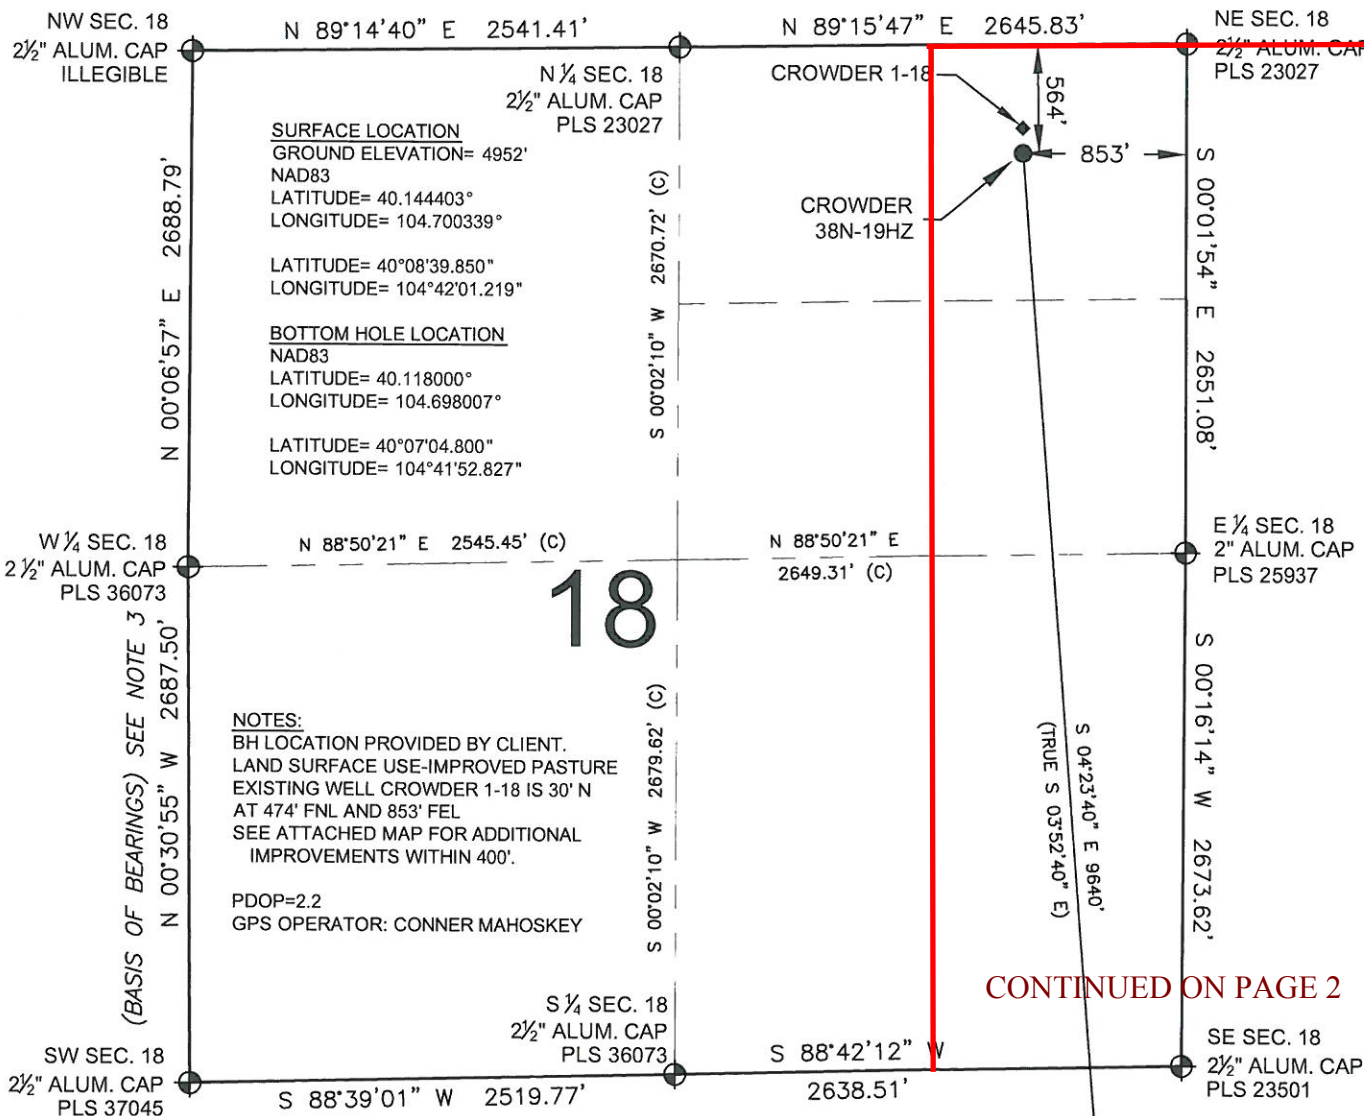 NW SEC. 18
2½" ALUM. CAP
ILLEGIBLE
N 89°14'40" E 2541.41'
N 89°15'47" E 2645.83'
NE SEC. 18
2½" ALUM. CAP
PLS 23027
N ¼ SEC. 18
2½" ALUM. CAP
PLS 23027
CROWDER 1-18
564'
853'
CROWDER
38N-19HZ
SURFACE LOCATION
GROUND ELEVATION= 4952'
NAD83
LATITUDE= 40.144403°
LONGITUDE= 104.700339°
LATITUDE= 40°08'39.850"
LONGITUDE= 104°42'01.219"
BOTTOM HOLE LOCATION
NAD83
LATITUDE= 40.118000°
LONGITUDE= 104.698007°
LATITUDE= 40°07'04.800"
LONGITUDE= 104°41'52.827"
N 00°06'57" E 2688.79'
S 00°02'10" W 2670.72' (C)
S 00°01'54" E 2651.08'
W ¼ SEC. 18
2 ½" ALUM. CAP
PLS 36073
N 88°50'21" E 2545.45' (C)
N 88°50'21" E
2649.31' (C)
E ¼ SEC. 18
2" ALUM. CAP
PLS 25937
18
(BASIS OF BEARINGS) SEE NOTE 3
N 00°30'55" W 2687.50'
NOTES:
BH LOCATION PROVIDED BY CLIENT.
LAND SURFACE USE-IMPROVED PASTURE
EXISTING WELL CROWDER 1-18 IS 30' N
AT 474' FNL AND 853' FEL
SEE ATTACHED MAP FOR ADDITIONAL
IMPROVEMENTS WITHIN 400'.
PDOP=2.2
GPS OPERATOR: CONNER MAHOSKEY
S 00°02'10" W 2679.62' (C)
S 04°23'40" E 9640'
(TRUE S 03°52'40" E)
S 00°16'14" W 2673.62'
CONTINUED ON PAGE 2
S ¼ SEC. 18
2½" ALUM. CAP
PLS 36073
SW SEC. 18
2½" ALUM. CAP
PLS 37045
S 88°39'01" W 2519.77'
S 88°42'12" W
2638.51'
SE SEC. 18
2½" ALUM. CAP
PLS 23501